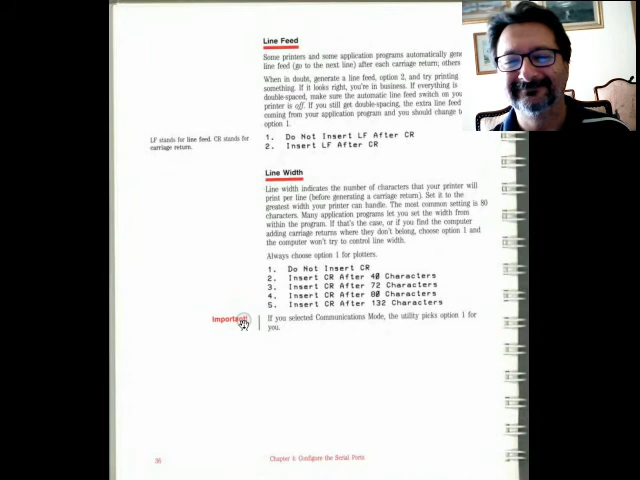 Line Feed
Some printers and some application programs automatically
line feed (go to the next line) after each carriage return; others
When in doubt, generate a line feed, option 2, and try printing
something. If it looks right, you're in business. If everything is
double-spaced, make sure the automatic line feed switch on
printer is off. If you still get double-spacing, the extra line feed
coming from your application program and you should change
option 1.
LF stands for line feed. CR stands for
carriage return.
1. Do Not Insert LF After CR
2. Insert LF After CR
Line Width
Line width indicates the number of characters that your printer will
print per line (before generating a carriage return). Set it to the
greatest width your printer can handle. The most common setting is 80
characters. Many application programs let you set the width from
within the program. If that's the case, or if you find the computer
adding carriage returns where they don't belong, choose option 1 and
the computer won't try to control line width.
Always choose option 1 for plotters.
1. Do Not Insert CR
2. Insert CR After 40 Characters
3. Insert CR After 72 Characters
4. Insert CR After 80 Characters
5. Insert CR After 132 Characters
Important!
If you selected Communications Mode, the utility picks option 1 for
you.
36
Chapter 4: Configure the Serial Ports